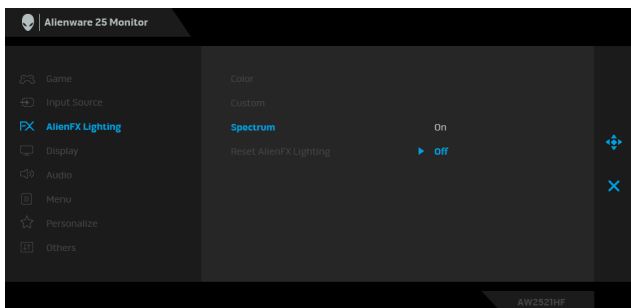 Alienware 25 Monitor
Game
Color
Input Source
Custom
FX AlienFX Lighting
Spectrum
On
Display
Reset AlienFX Lighting
Off
Audio
Menu
Personalize
Others
AW2521HF